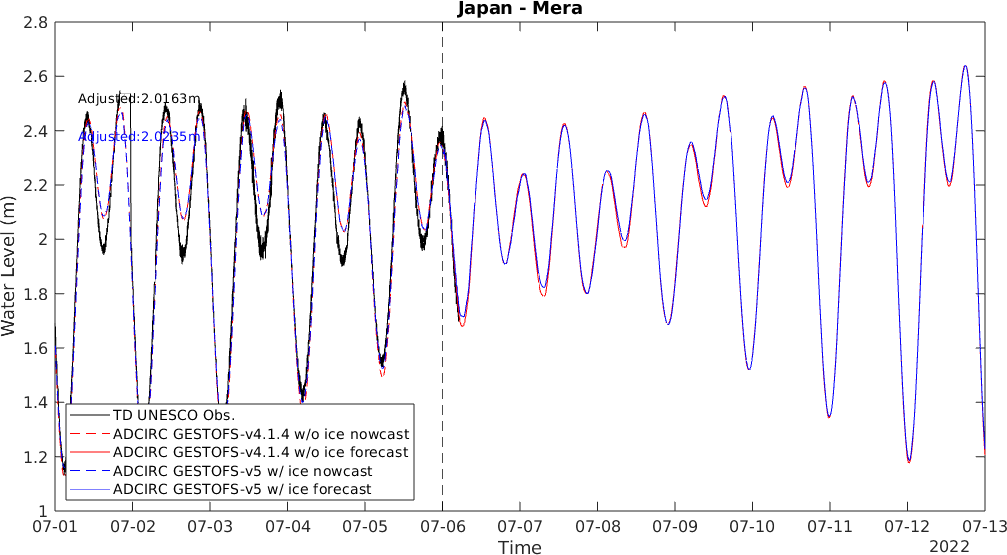 Japan - Mera
Water Level (m)
2.8
2.6
2.4
2.2
2
1.8
1.6
1.4
1.2
1
Adjusted:2.0163m
Adjusted:2.0235m
TD UNESCO Obs.
ADCIRC GESTOFS-v4.1.4 w/o ice nowcast
ADCIRC GESTOFS-v4.1.4 w/o ice forecast
ADCIRC GESTOFS-v5 w/ ice nowcast
ADCIRC GESTOFS-v5 w/ ice forecast
07-01 07-02 07-03 07-04 07-05 07-06 07-07 07-08 07-09 07-10 07-11 07-12 07-13
Time
2022